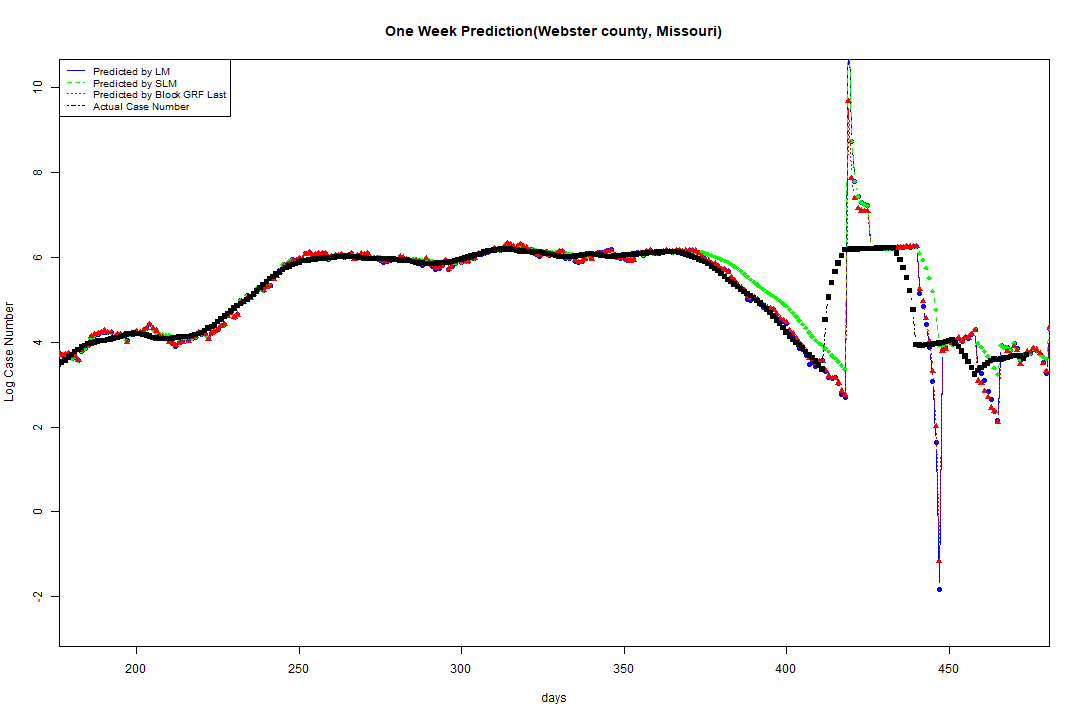 One Week Prediction(Webster county, Missouri)
Predicted by LM
Predicted by SLM
Predicted by Block GRF Last
Actual Case Number
10
8
6
4
2
0
-2
Log Case Number
200 250 300 350 400 450
days